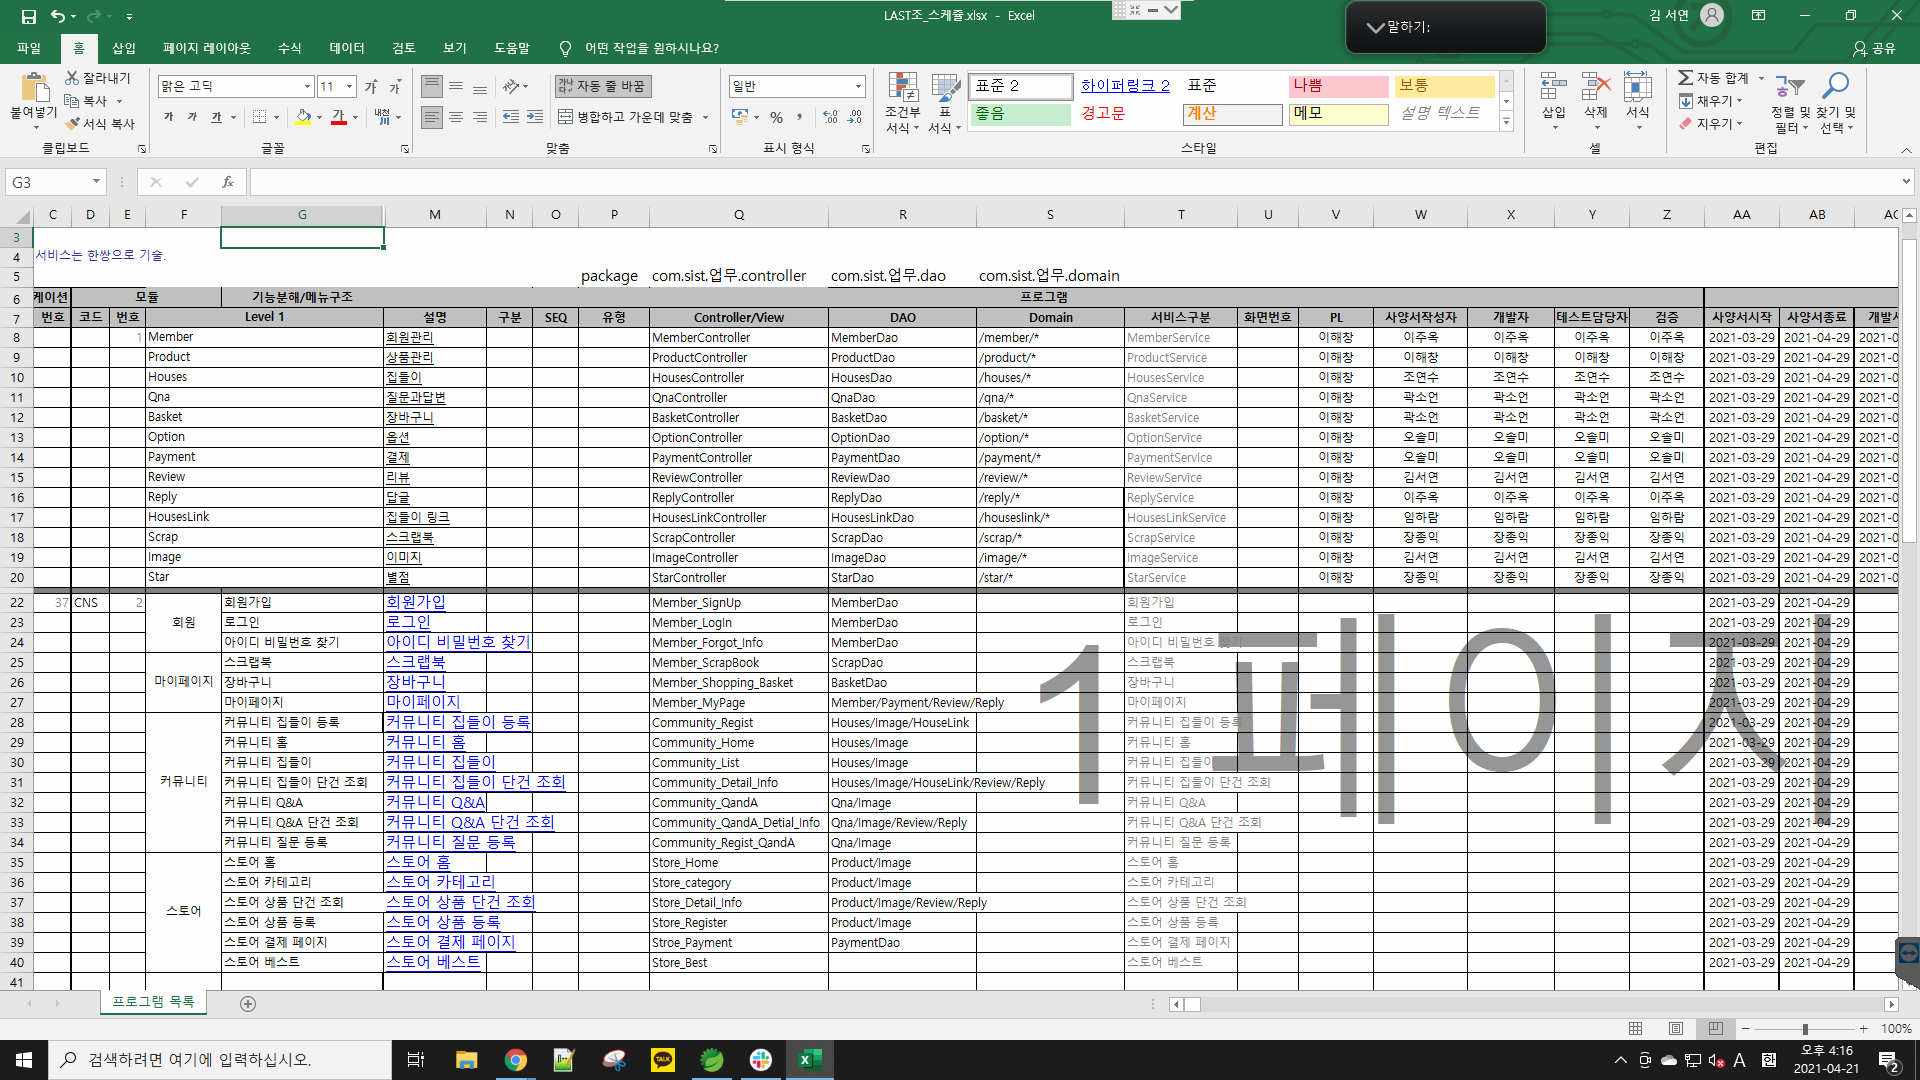 LAST조_스케쥴.xlsx - Excel
말하기:
김 서연
파일 홈 삽입 페이지 레이아웃 수식 데이터 검토 보기 도움말 어떤 작업을 원하시나요? 공유
붙여넣기 잘라내기 복사 서식 복사 클립보드
맑은 고딕 11 가 가 가 가 가 내천 글꼴
자동 줄 바꿈 병합하고 가운데 맞춤 맞춤
일반 % , 표시 형식
조건부 서식 표 서식
표준 2 하이퍼링크 2 표준 나쁨 보통
좋음 경고문 계산 메모 설명 텍스트
스타일
삽입 삭제 서식 셀
자동 합계 채우기 지우기 정렬 및 필터 찾기 및 선택 편집
G3 fx
C D E F G M N O P Q R S T U V W X Y Z AA AB AC
3
4 서비스는 한쌍으로 기술.
5 package com.sist.업무.controller com.sist.업무.dao com.sist.업무.domain
6 케이션 모듈 기능분해/메뉴구조 프로그램
7 번호 코드 번호 Level 1 설명 구분 SEQ 유형 Controller/View DAO Domain 서비스구분 화면번호 PL 사양서작성자 개발자 테스트담당자 검증 사양서시작 사양서종료 개발시
8 1 Member 회원관리 MemberController MemberDao /member/* MemberService 이해창 이주옥 이주옥 이주옥 이주옥 2021-03-29 2021-04-29 2021-0
9 Product 상품관리 ProductController ProductDao /product/* ProductService 이해창 이해창 이해창 이해창 이해창 2021-03-29 2021-04-29 2021-0
10 Houses 집들이 HousesController HousesDao /houses/* HousesService 이해창 조연수 조연수 조연수 조연수 2021-03-29 2021-04-29 2021-0
11 Qna 질문과답변 QnaController QnaDao /qna/* QnaService 이해창 곽소언 곽소언 곽소언 곽소언 2021-03-29 2021-04-29 2021-0
12 Basket 장바구니 BasketController BasketDao /basket/* BasketService 이해창 곽소언 곽소언 곽소언 곽소언 2021-03-29 2021-04-29 2021-0
13 Option 옵션 OptionController OptionDao /option/* OptionService 이해창 오솔미 오솔미 오솔미 오솔미 2021-03-29 2021-04-29 2021-0
14 Payment 결제 PaymentController PaymentDao /payment/* PaymentService 이해창 오솔미 오솔미 오솔미 오솔미 2021-03-29 2021-04-29 2021-0
15 Review 리뷰 ReviewController ReviewDao /review/* ReviewService 이해창 김서연 김서연 김서연 김서연 2021-03-29 2021-04-29 2021-0
16 Reply 답글 ReplyController ReplyDao /reply/* ReplyService 이해창 이주옥 이주옥 이주옥 이주옥 2021-03-29 2021-04-29 2021-0
17 HousesLink 집들이 링크 HousesLinkController HousesLinkDao /houseslink/* HousesLinkService 이해창 임하람 임하람 임하람 임하람 2021-03-29 2021-04-29 2021-0
18 Scrap 스크랩북 ScrapController ScrapDao /scrap/* ScrapService 이해창 장종익 장종익 장종익 장종익 2021-03-29 2021-04-29 2021-0
19 Image 이미지 ImageController ImageDao /image/* ImageService 이해창 김서연 김서연 김서연 김서연 2021-03-29 2021-04-29 2021-0
20 Star 별점 StarController StarDao /star/* StarService 이해창 장종익 장종익 장종익 장종익 2021-03-29 2021-04-29 2021-0
22 37 CNS 2 회원가입 회원가입 Member_SignUp MemberDao 회원가입 2021-03-29 2021-04-29
23 회원 로그인 로그인 Member_Login MemberDao 로그인 2021-03-29 2021-04-29
24 아이디 비밀번호 찾기 아이디 비밀번호 찾기 Member_Forgot_Info MemberDao 아이디 비밀번호 찾기 2021-03-29 2021-04-29
25 스크랩북 스크랩북 Member_ScrapBook ScrapDao 스크랩북 2021-03-29 2021-04-29
26 마이페이지 장바구니 장바구니 Member_Shopping_Basket BasketDao 장바구니 2021-03-29 2021-04-29
27 마이페이지 마이페이지 Member_MyPage Member/Payment/Review/Reply 마이페이지 2021-03-29 2021-04-29
28 커뮤니티 집들이 등록 커뮤니티 집들이 등록 Community_Regist Houses/Image/HouseLink 커뮤니티 집들이 등록 2021-03-29 2021-04-29
29 커뮤니티 홈 커뮤니티 홈 Community_Home Houses/Image 커뮤니티 홈 2021-03-29 2021-04-29
30 커뮤니티 집들이 커뮤니티 집들이 Community_List Houses/Image 커뮤니티 집들이 2021-03-29 2021-04-29
31 커뮤니티 커뮤니티 집들이 단건 조회 커뮤니티 집들이 단건 조회 Community_Detail_Info Houses/Image/HouseLink/Review/Reply 커뮤니티 집들이 단건 조회 2021-03-29 2021-04-29
32 커뮤니티 Q&A 커뮤니티 Q&A Community_QandA Qna/Image 커뮤니티 Q&A 2021-03-29 2021-04-29
33 커뮤니티 Q&A 단건 조회 커뮤니티 Q&A 단건 조회 Community_QandA_Detial_Info Qna/Image/Review/Reply 커뮤니티 Q&A 단건 조회 2021-03-29 2021-04-29
34 커뮤니티 질문 등록 커뮤니티 질문 등록 Community_Regist_QandA Qna/Image 커뮤니티 질문 등록 2021-03-29 2021-04-29
35 스토어 홈 스토어 홈 Store_Home Product/Image 스토어 홈 2021-03-29 2021-04-29
36 스토어 카테고리 스토어 카테고리 Store_category Product/Image 스토어 카테고리 2021-03-29 2021-04-29
37 스토어 스토어 상품 단건 조회 스토어 상품 단건 조회 Store_Detail_Info Product/Image/Review/Reply 스토어 상품 단건 조회 2021-03-29 2021-04-29
38 스토어 상품 등록 스토어 상품 등록 Store_Register Product/Image 스토어 상품 등록 2021-03-29 2021-04-29
39 스토어 결제 페이지 스토어 결제 페이지 Stroe_Payment PaymentDao 스토어 결제 페이지 2021-03-29 2021-04-29
40 스토어 베스트 스토어 베스트 Store_Best 스토어 베스트 2021-03-29 2021-04-29
41
1 페이지
프로그램 목록
100%
검색하려면 여기에 입력하십시오.
TALK
A 한 오후 4:16
2021-04-21
2